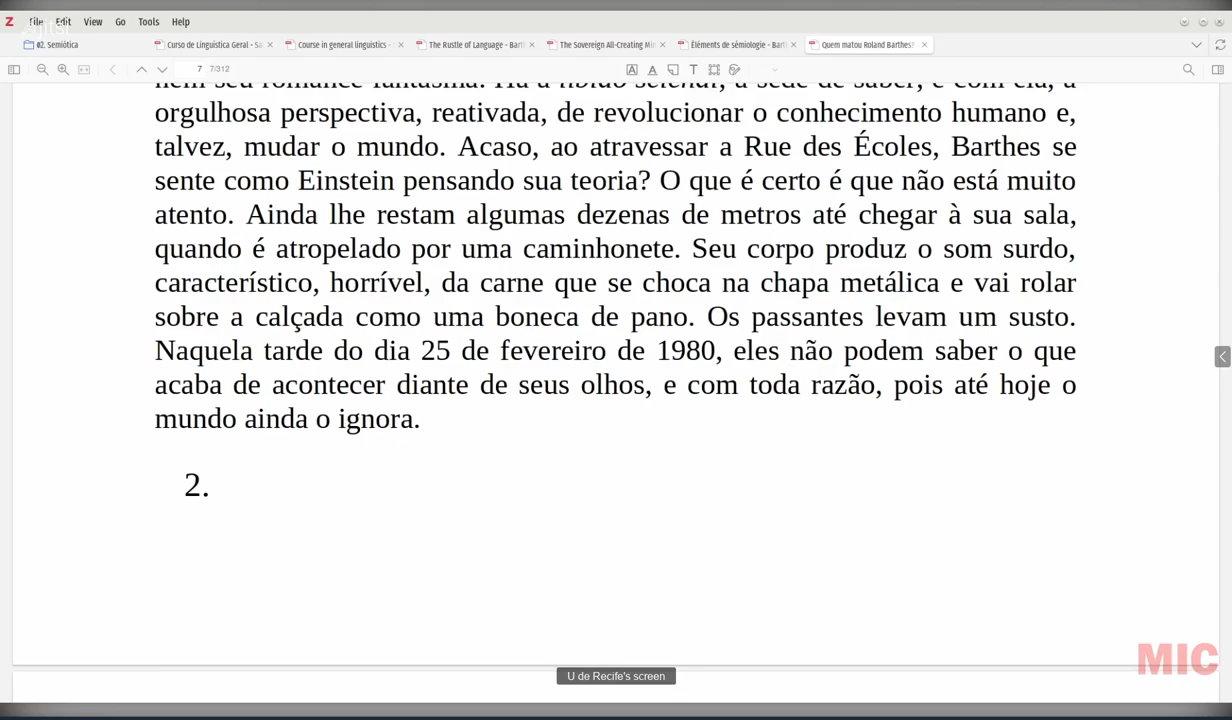 File Edit View Go Tools Help
02. Semiótica
Curso de Linguística Geral - Sa
Course in general linguistics -
The Rustle of Language - Bart
The Sovereign All-Creating Min
Éléments de sémiologie - Bart
Quem matou Roland Barthes?
7 7/312
nem seu romance fantasma. Há a libido sciendi, a sede de saber, e com ela, a
orgulhosa perspectiva, reativada, de revolucionar o conhecimento humano e,
talvez, mudar o mundo. Acaso, ao atravessar a Rue des Écoles, Barthes se
sente como Einstein pensando sua teoria? O que é certo é que não está muito
atento. Ainda lhe restam algumas dezenas de metros até chegar à sua sala,
quando é atropelado por uma caminhonete. Seu corpo produz o som surdo,
característico, horrível, da carne que se choca na chapa metálica e vai rolar
sobre a calçada como uma boneca de pano. Os passantes levam um susto.
Naquela tarde do dia 25 de fevereiro de 1980, eles não podem saber o que
acaba de acontecer diante de seus olhos, e com toda razão, pois até hoje o
mundo ainda o ignora.
2.
MIC
U de Recife's screen